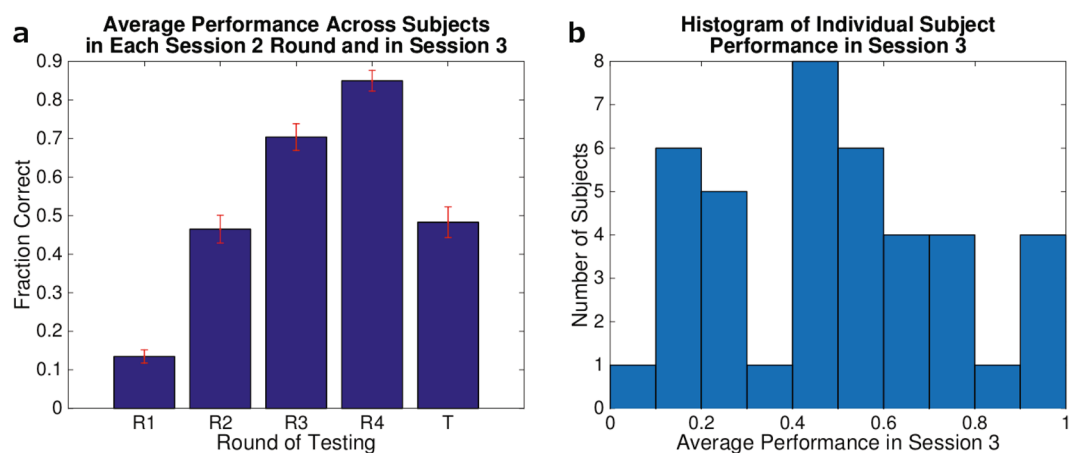 a
Average Performance Across Subjects
in Each Session 2 Round and in Session 3
Fraction Correct
0.9
0.8
0.7
0.6
0.5
0.4
0.3
0.2
0.1
0
R1 R2 R3 R4 T
Round of Testing
b
Histogram of Individual Subject
Performance in Session 3
Number of Subjects
8
6
5
4
1
0
0 0.2 0.4 0.6 0.8 1
Average Performance in Session 3